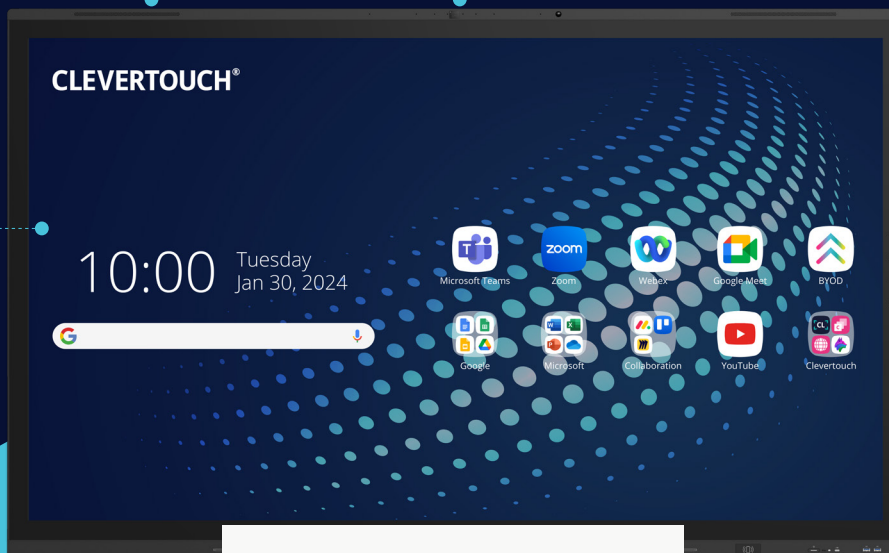 CLEVERTOUCH®
10:00
Tuesday
Jan 30, 2024
Microsoft Teams
Zoom
Webex
Google Meet
BYOD
Google
Microsoft
Collaboration
YouTube
Clevertouch
zoom
CL